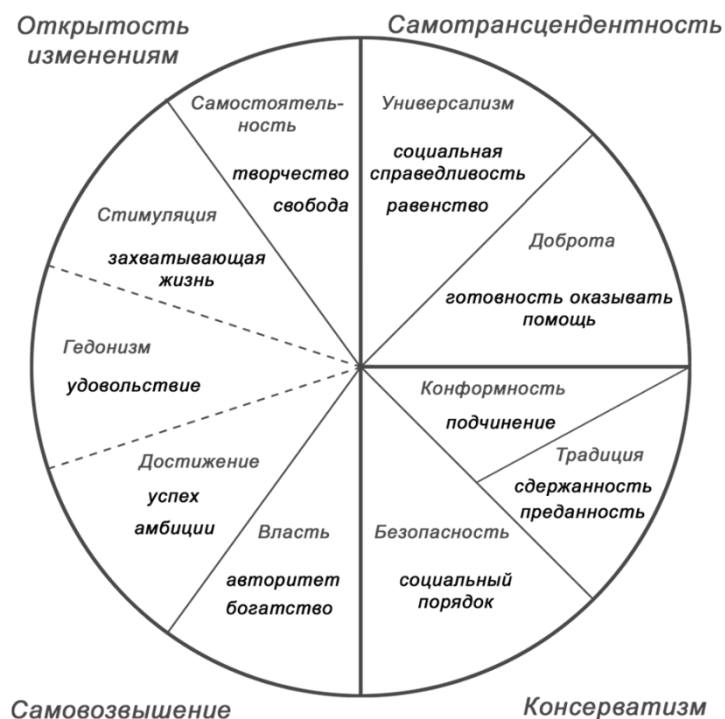 Открытость
изменениям
Самотрансцендентность
Самостоятель-
ность
творчество
свобода
Универсализм
социальная
справедливость
равенство
Стимуляция
захватывающая
жизнь
Доброта
готовность оказывать
помощь
Гедонизм
удовольствие
Конформность
подчинение
Традиция
сдержанность
преданность
Достижение
успех
амбиции
Власть
авторитет
богатство
Безопасность
социальный
порядок
Самовозвышение
Консерватизм